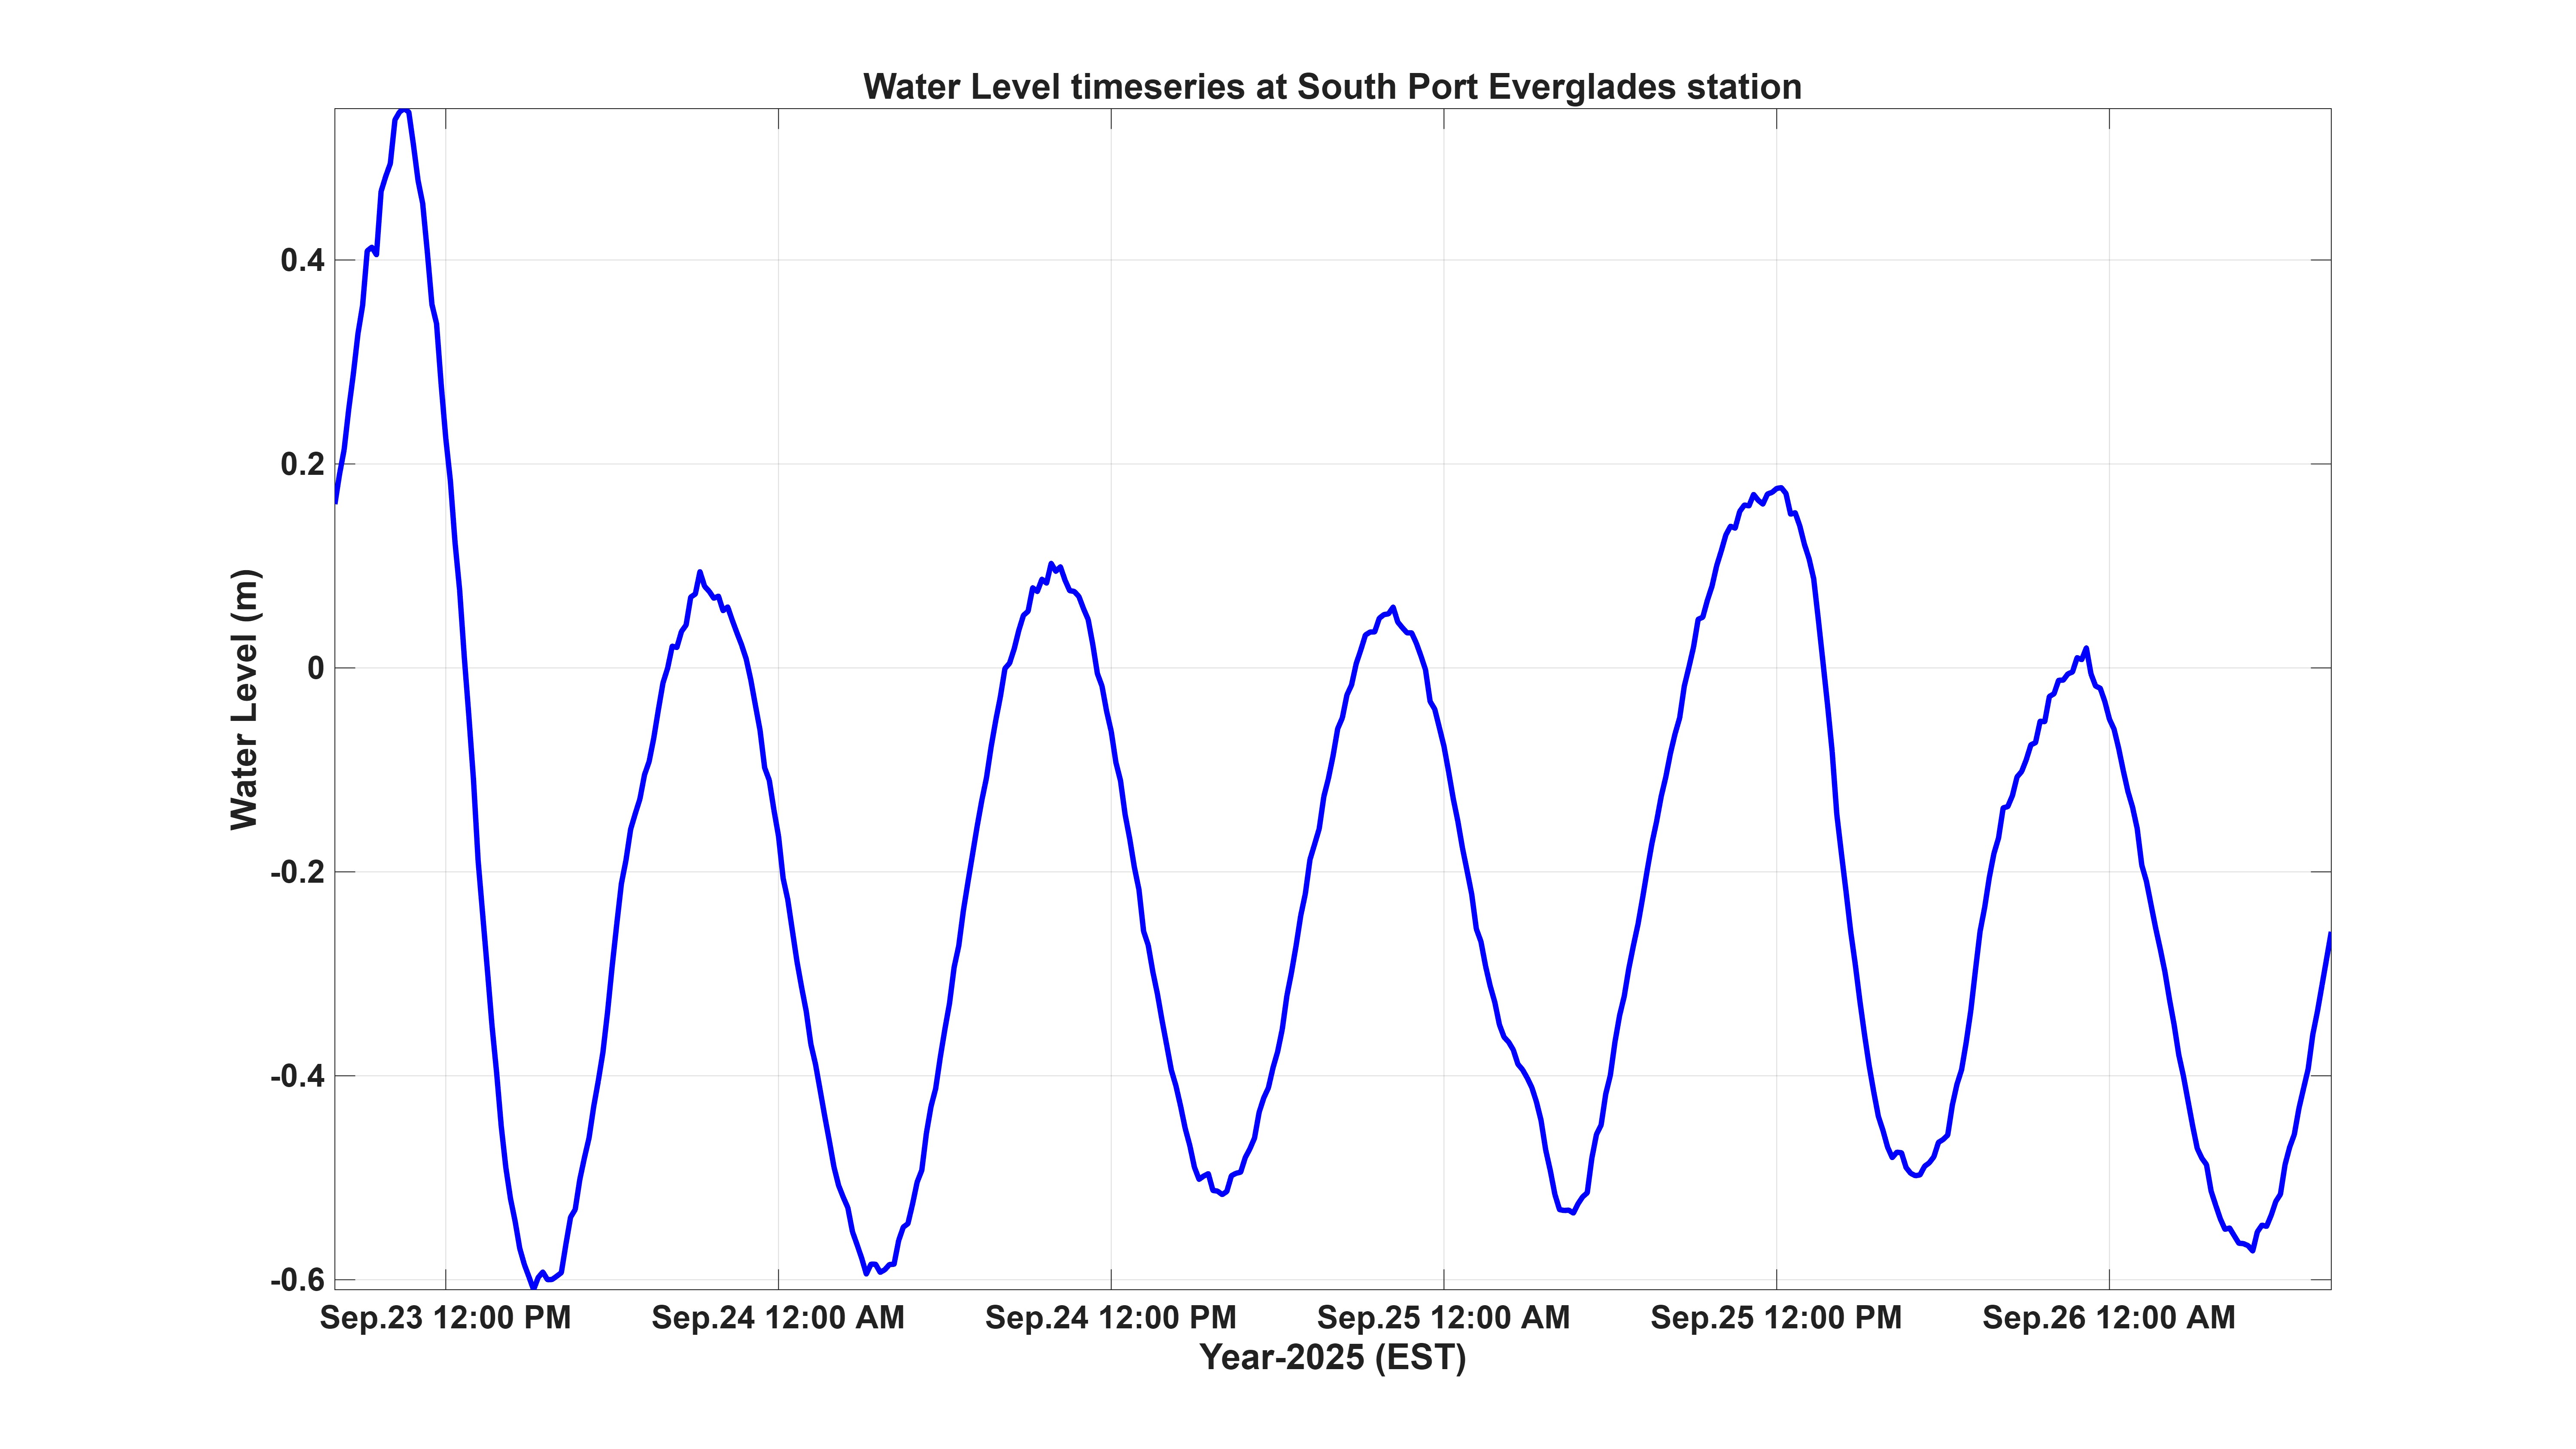 Water Level timeseries at South Port Everglades station
Water Level (m)
0.4
0.2
0
-0.2
-0.4
-0.6
Sep.23 12:00 PM
Sep.24 12:00 AM
Sep.24 12:00 PM
Sep.25 12:00 AM
Sep.25 12:00 PM
Sep.26 12:00 AM
Year-2025 (EST)